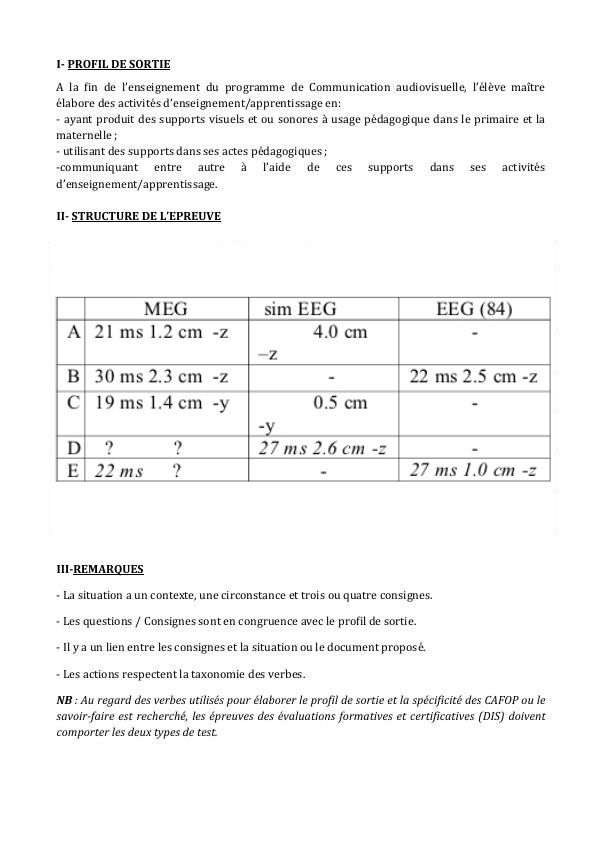 I- PROFIL DE SORTIE
A la fin de l'enseignement du programme de Communication audiovisuelle, l'élève maître
élabore des activités d'enseignement/apprentissage en:
- ayant produit des supports visuels et ou sonores à usage pédagogique dans le primaire et la
maternelle ;
- utilisant des supports dans ses actes pédagogiques ;
-communiquant entre autre à l'aide de ces supports dans ses activités
d'enseignement/apprentissage.
II- STRUCTURE DE L'EPREUVE
MEG sim EEG EEG (84)
A 21 ms 1.2 cm -z 4.0 cm -
–z
B 30 ms 2.3 cm -z - 22 ms 2.5 cm -z
C 19 ms 1.4 cm -y 0.5 cm -
-y
D ? ? 27 ms 2.6 cm -z -
E 22 ms ? - 27 ms 1.0 cm -z
III-REMARQUES
- La situation a un contexte, une circonstance et trois ou quatre consignes.
- Les questions / Consignes sont en congruence avec le profil de sortie.
- Il y a un lien entre les consignes et la situation ou le document proposé.
- Les actions respectent la taxonomie des verbes.
NB : Au regard des verbes utilisés pour élaborer le profil de sortie et la spécificité des CAFOP ou le
savoir-faire est recherché, les épreuves des évaluations formatives et certificatives (DIS) doivent
comporter les deux types de test.